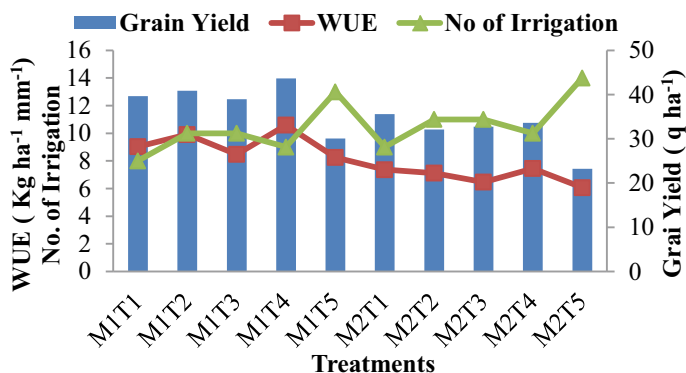 Grain Yield WUE No of Irrigation
WUE ( Kg ha⁻¹ mm⁻¹)
No. of Irrigation
16
14
12
10
8
6
4
2
0
50
40
30
20
10
0
Grai Yield ( q ha⁻¹)
M1T1 M1T2 M1T3 M1T4 M1T5 M2T1 M2T2 M2T3 M2T4 M2T5
Treatments